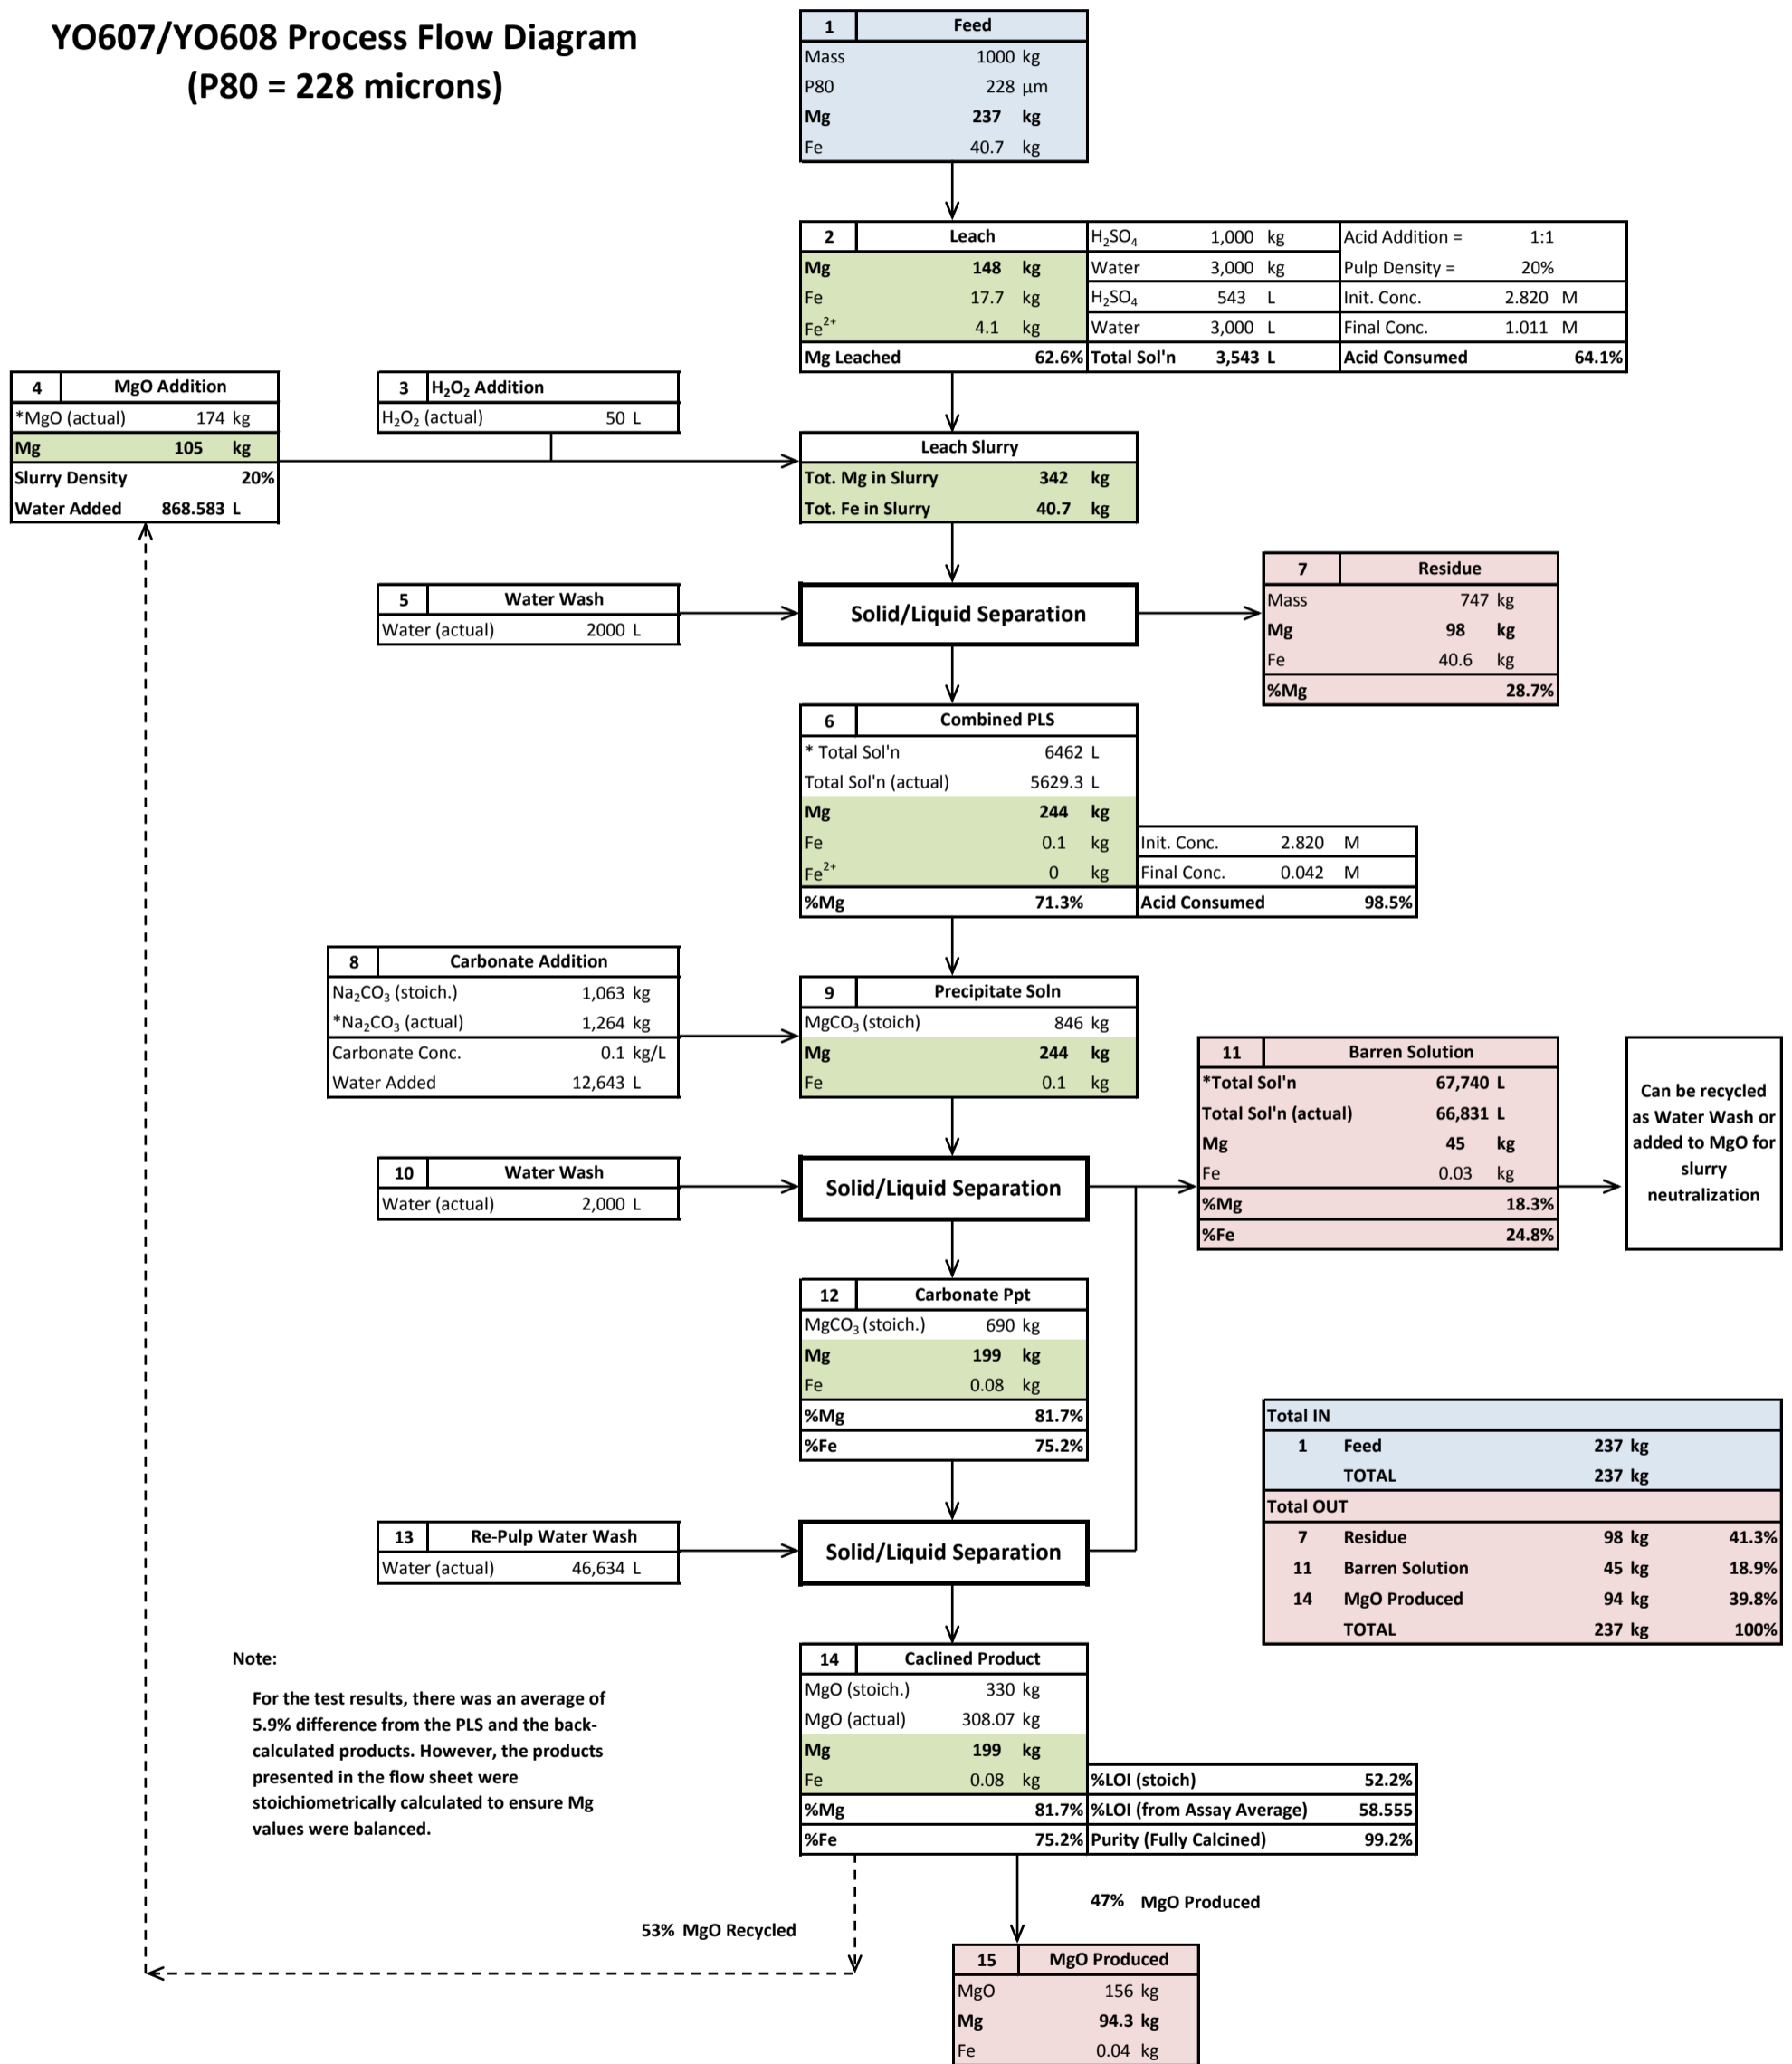 YO607/YO608 Process Flow Diagram
(P80 = 228 microns)
1 Feed
Mass 1000 kg
P80 228 µm
Mg 237 kg
Fe 40.7 kg
2 Leach
Mg 148 kg
Fe 17.7 kg
Fe²⁺ 4.1 kg
Mg Leached 62.6%
H₂SO₄ 1,000 kg
Water 3,000 kg
H₂SO₄ 543 L
Water 3,000 L
Total Sol'n 3,543 L
Acid Addition = 1:1
Pulp Density = 20%
Init. Conc. 2.820 M
Final Conc. 1.011 M
Acid Consumed 64.1%
4 MgO Addition
*MgO (actual) 174 kg
Mg 105 kg
Slurry Density 20%
Water Added 868.583 L
3 H₂O₂ Addition
H₂O₂ (actual) 50 L
Leach Slurry
Tot. Mg in Slurry 342 kg
Tot. Fe in Slurry 40.7 kg
5 Water Wash
Water (actual) 2000 L
Solid/Liquid Separation
7 Residue
Mass 747 kg
Mg 98 kg
Fe 40.6 kg
%Mg 28.7%
6 Combined PLS
* Total Sol'n 6462 L
Total Sol'n (actual) 5629.3 L
Mg 244 kg
Fe 0.1 kg
Fe²⁺ 0 kg
%Mg 71.3%
Init. Conc. 2.820 M
Final Conc. 0.042 M
Acid Consumed 98.5%
8 Carbonate Addition
Na₂CO₃ (stoich.) 1,063 kg
*Na₂CO₃ (actual) 1,264 kg
Carbonate Conc. 0.1 kg/L
Water Added 12,643 L
9 Precipitate Soln
MgCO₃ (stoich) 846 kg
Mg 244 kg
Fe 0.1 kg
10 Water Wash
Water (actual) 2,000 L
Solid/Liquid Separation
11 Barren Solution
*Total Sol'n 67,740 L
Total Sol'n (actual) 66,831 L
Mg 45 kg
Fe 0.03 kg
%Mg 18.3%
%Fe 24.8%
Can be recycled
as Water Wash or
added to MgO for
slurry
neutralization
12 Carbonate Ppt
MgCO₃ (stoich.) 690 kg
Mg 199 kg
Fe 0.08 kg
%Mg 81.7%
%Fe 75.2%
13 Re-Pulp Water Wash
Water (actual) 46,634 L
Solid/Liquid Separation
Total IN
1 Feed 237 kg
TOTAL 237 kg
Total OUT
7 Residue 98 kg 41.3%
11 Barren Solution 45 kg 18.9%
14 MgO Produced 94 kg 39.8%
TOTAL 237 kg 100%
Note:
For the test results, there was an average of
5.9% difference from the PLS and the back-
calculated products. However, the products
presented in the flow sheet were
stoichiometrically calculated to ensure Mg
values were balanced.
14 Caclined Product
MgO (stoich.) 330 kg
MgO (actual) 308.07 kg
Mg 199 kg
Fe 0.08 kg
%Mg 81.7%
%Fe 75.2%
%LOI (stoich) 52.2%
%LOI (from Assay Average) 58.555
Purity (Fully Calcined) 99.2%
47% MgO Produced
53% MgO Recycled
15 MgO Produced
MgO 156 kg
Mg 94.3 kg
Fe 0.04 kg